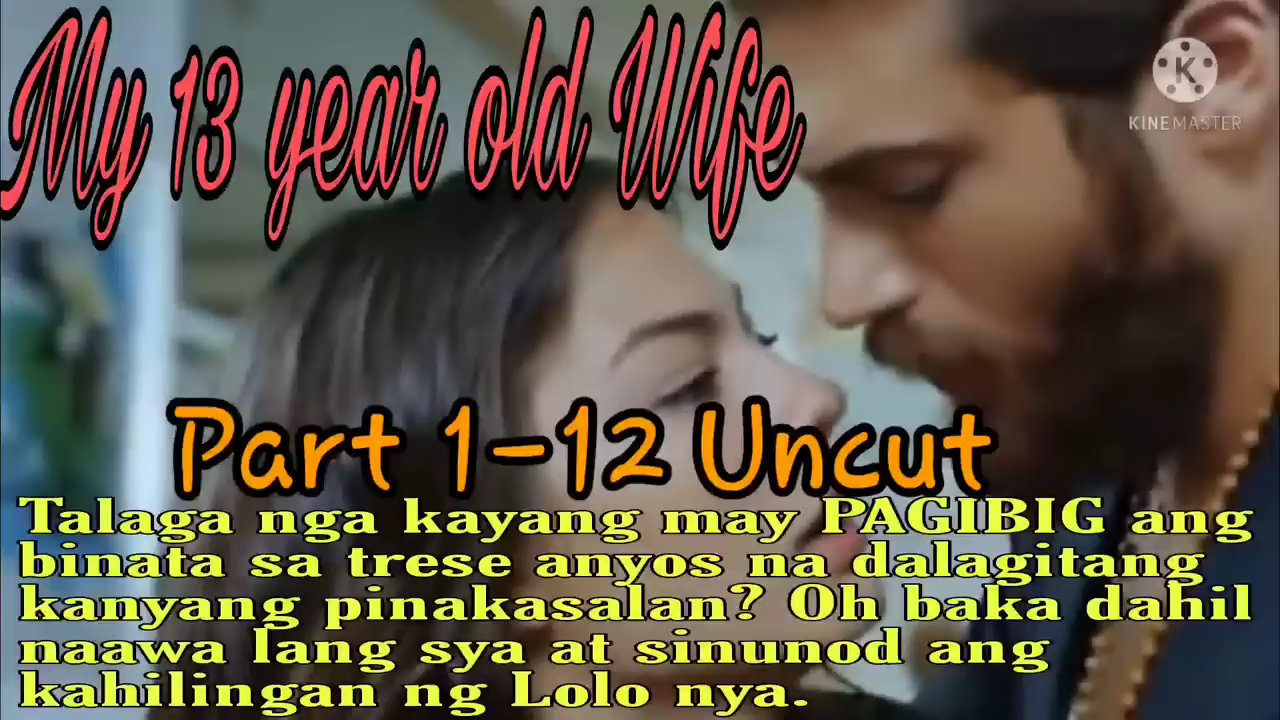 My 13 year old Wife
KINEMASTER
Part 1-12 Uncut
Talaga nga kayang may PAGIBIG ang
binata sa trese anyos na dalagitang
kanyang pinakasalan? Oh baka dahil
naawa lang sya at sinunod ang
kahilingan ng Lolo nya.